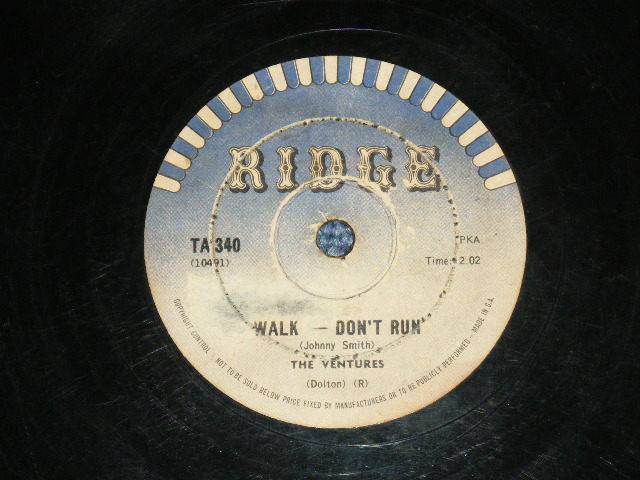 RIDGE
TA 340
(10491)
PKA
Time: 2.02
WALK — DON'T RUN
(Johnny Smith)
THE VENTURES
(Dolton) (R)
COPYRIGHT CONTROL - NOT TO BE SOLD BELOW PRICE FIXED BY MANUFACTURERS OR TO BE PUBLICLY PERFORMED - MADE IN G.A.